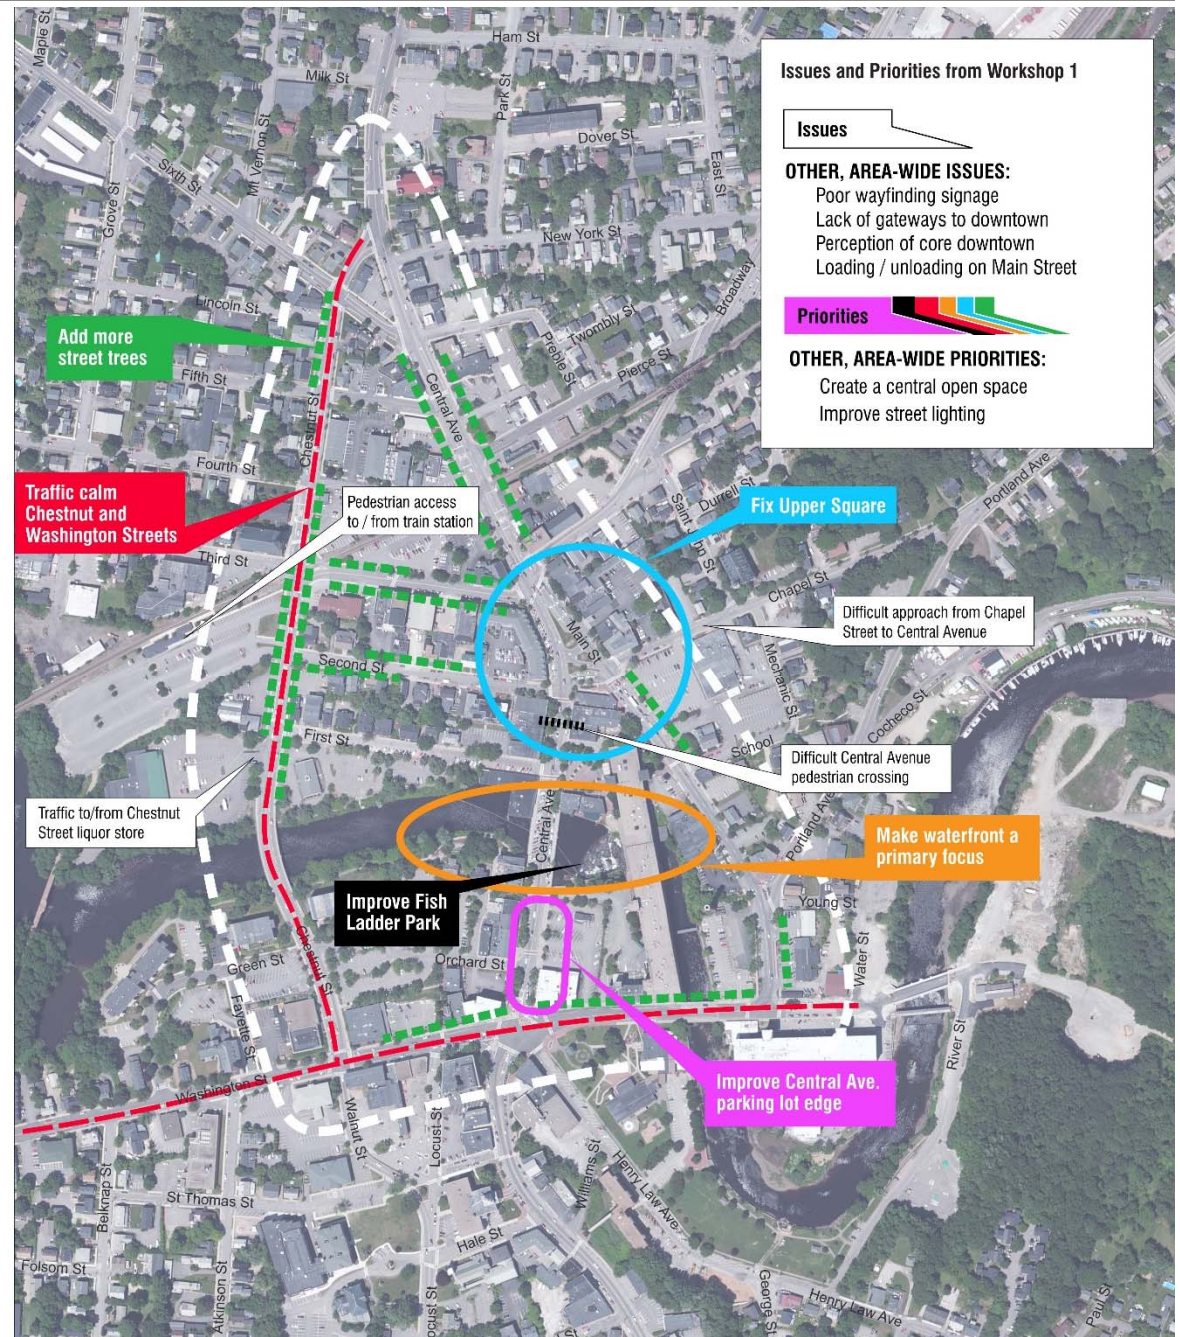 Maple St
Ham St
Park St
Milk St
Mt Vernon St
Dover St
East St
Sixth St
Grove St
New York St
Broadway
Issues and Priorities from Workshop 1
Issues
OTHER, AREA-WIDE ISSUES:
Poor wayfinding signage
Lack of gateways to downtown
Perception of core downtown
Loading / unloading on Main Street
Priorities
OTHER, AREA-WIDE PRIORITIES:
Create a central open space
Improve street lighting
Lincoln St
Add more
street trees
Twombly St
Preble St
Pierce St
Fifth St
Central Ave
Chestnut St
Fourth St
Portland Ave
Traffic calm
Chestnut and
Washington Streets
Pedestrian access
to / from train station
Durrell St
Saint John St
Fix Upper Square
Third St
Chapel St
Difficult approach from Chapel
Street to Central Avenue
Main St
Second St
Mechanic St
Cocheco St
First St
School
Difficult Central Avenue
pedestrian crossing
Traffic to/from Chestnut
Street liquor store
Central Ave
Portland Ave
Make waterfront a
primary focus
Improve Fish
Ladder Park
Young St
Chestnut St
Green St
Orchard St
Water St
Fayette St
River St
Washington St
Improve Central Ave.
parking lot edge
Walnut St
Locust St
Williams St
Henry Law Ave
Belknap St
St Thomas St
Hale St
Folsom St
Atkinson St
ocust St
George St
Henry Law Ave
Paul St